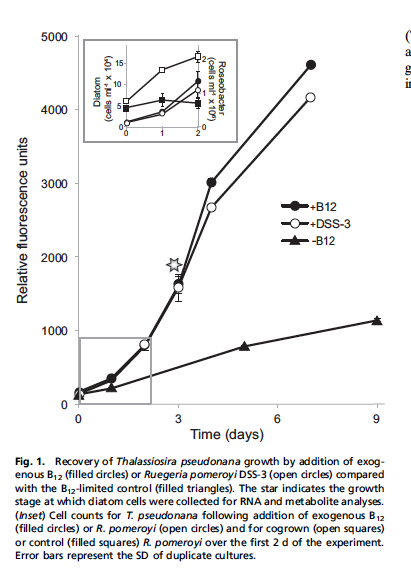 (
a
g
i
5000
4000
3000
2000
1000
0
Relative fluorescence units
0
3
6
9
Time (days)
Diatom
(cells ml-1 x 10⁴)
15
10
5
0
Roseobacter
(cells ml-1 x 10⁶)
2
1
0
0
1
2
+B12
+DSS-3
-B12
Fig. 1. Recovery of Thalassiosira pseudonana growth by addition of exog-
enous B12 (filled circles) or Ruegeria pomeroyi DSS-3 (open circles) compared
with the B12-limited control (filled triangles). The star indicates the growth
stage at which diatom cells were collected for RNA and metabolite analyses.
(Inset) Cell counts for T. pseudonana following addition of exogenous B12
(filled circles) or R. pomeroyi (open circles) and for cogrown (open squares)
or control (filled squares) R. pomeroyi over the first 2 d of the experiment.
Error bars represent the SD of duplicate cultures.